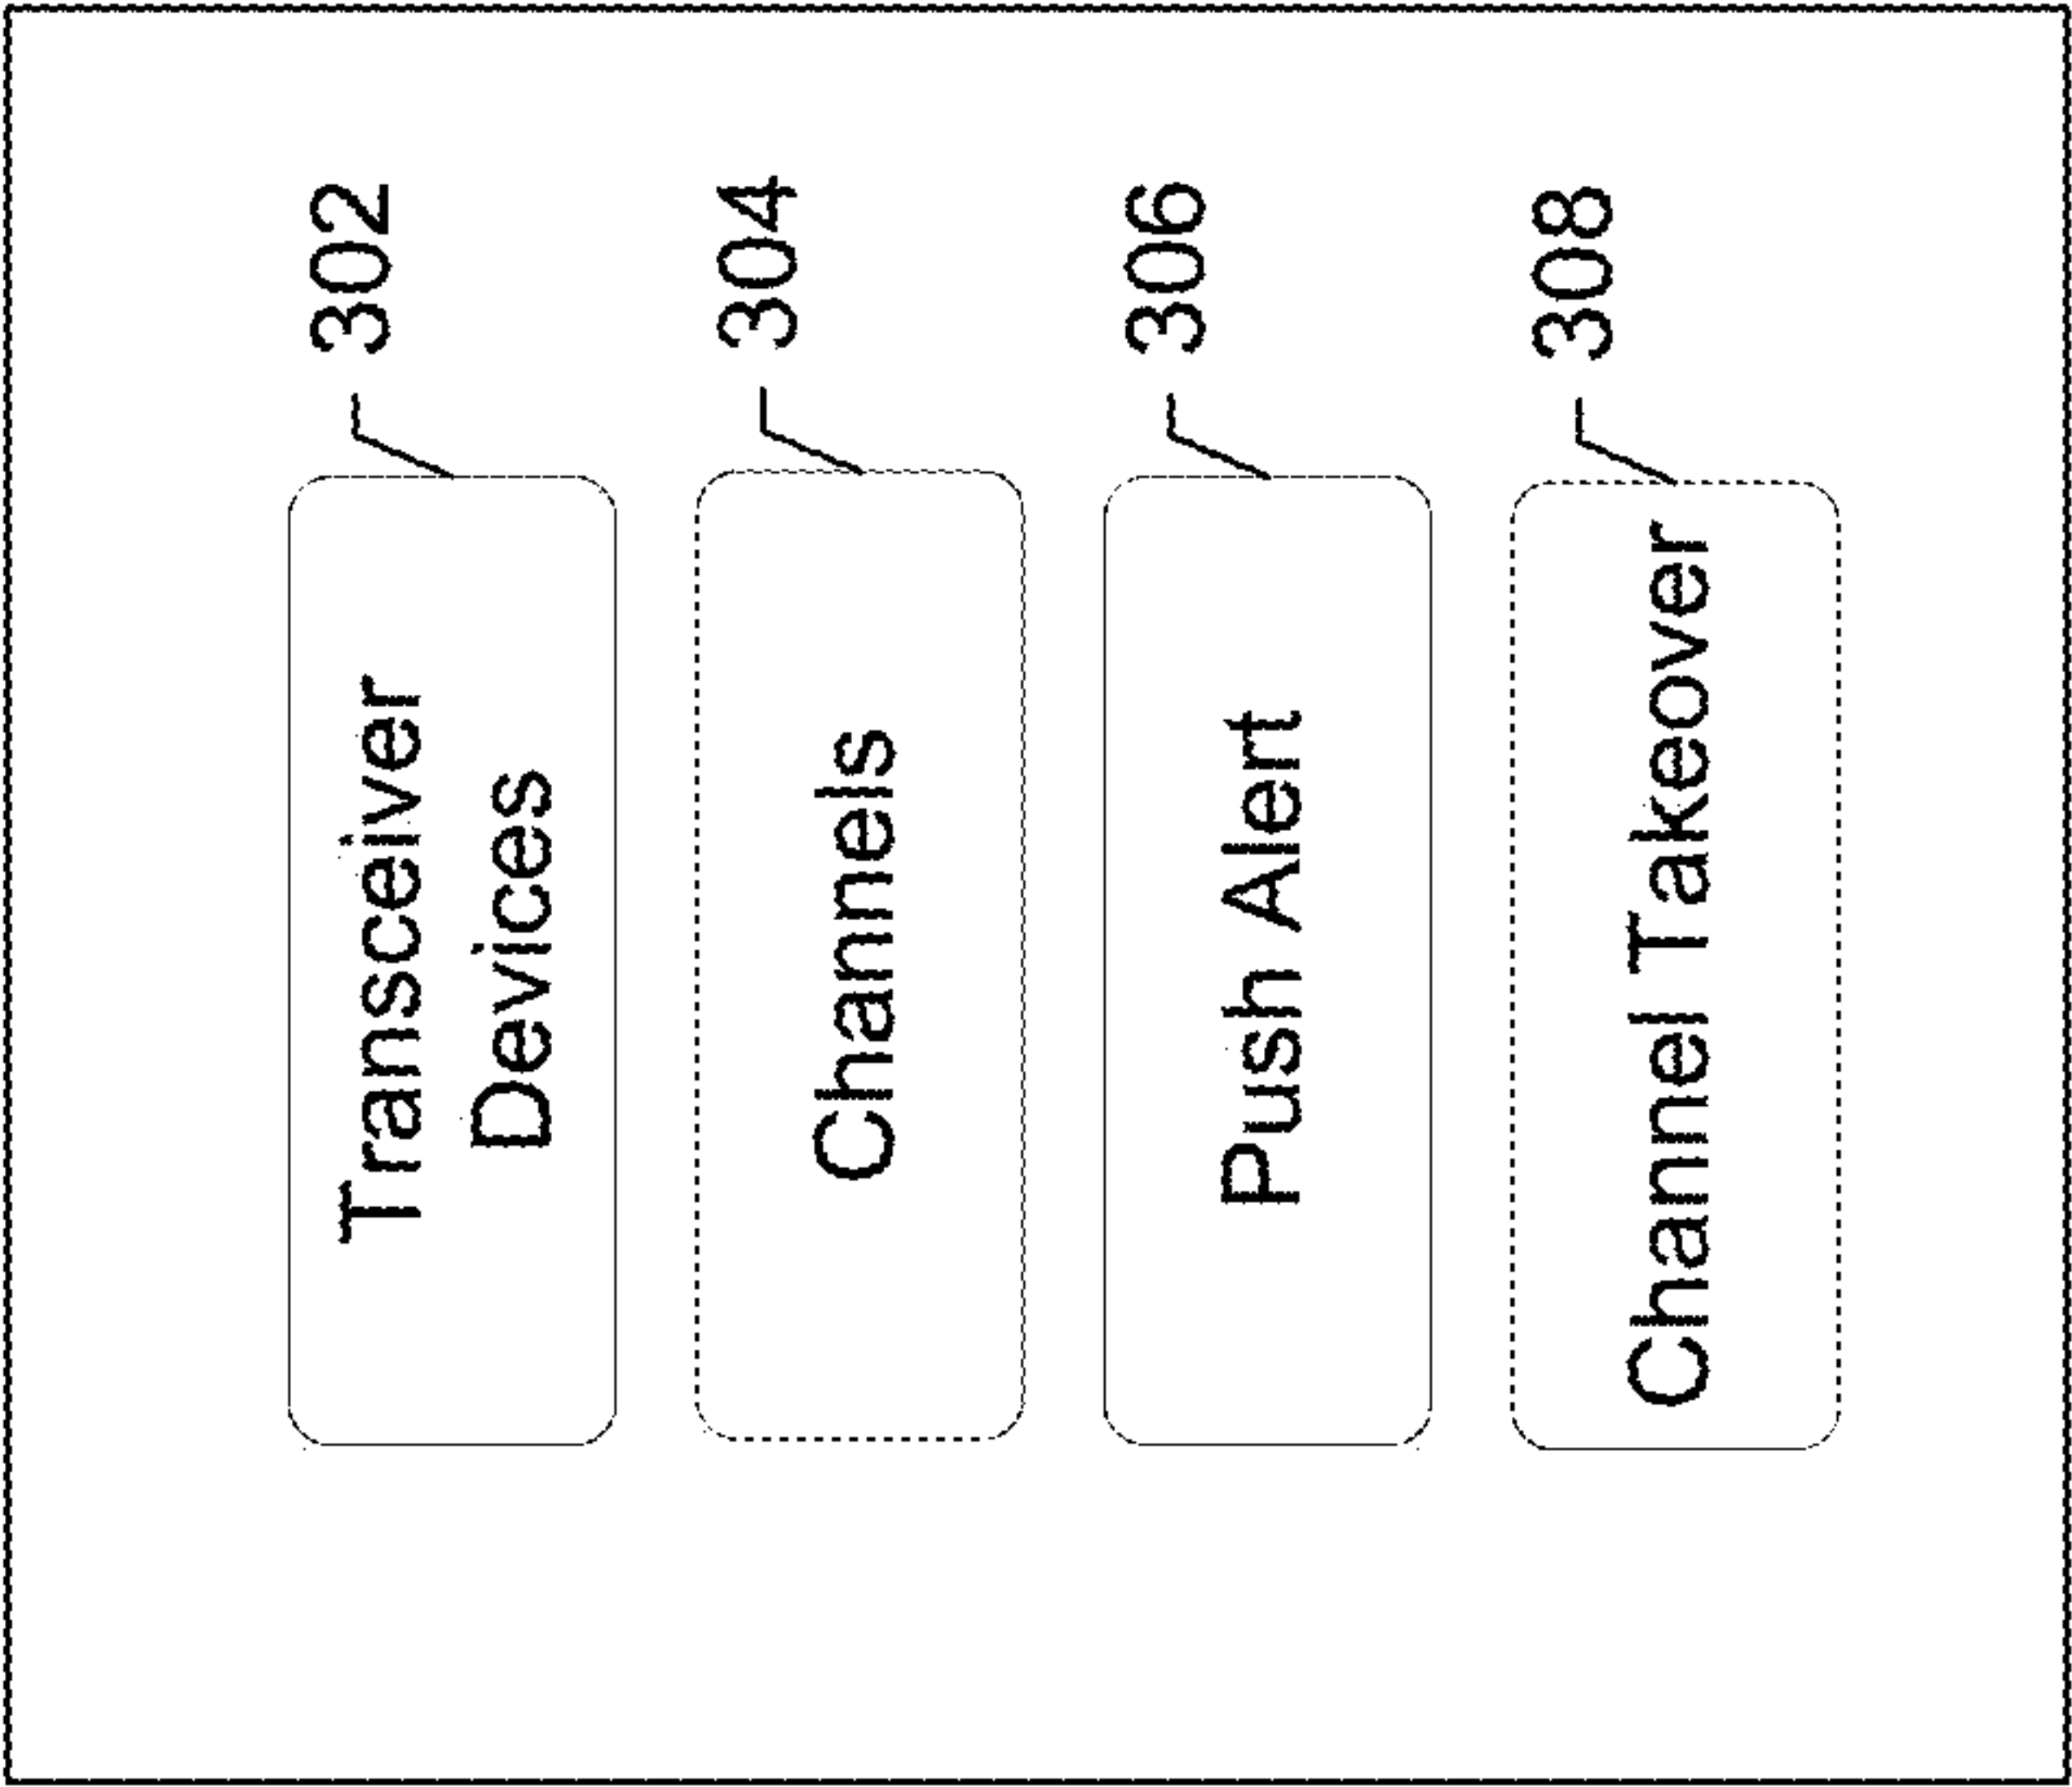 Transceiver
Devices
302
Channels
304
Push Alert
306
Channel Takeover
308